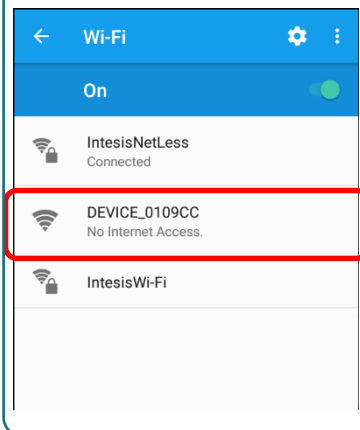 Wi-Fi
On
IntesisNetLess
Connected
DEVICE_0109CC
No Internet Access.
IntesisWi-Fi